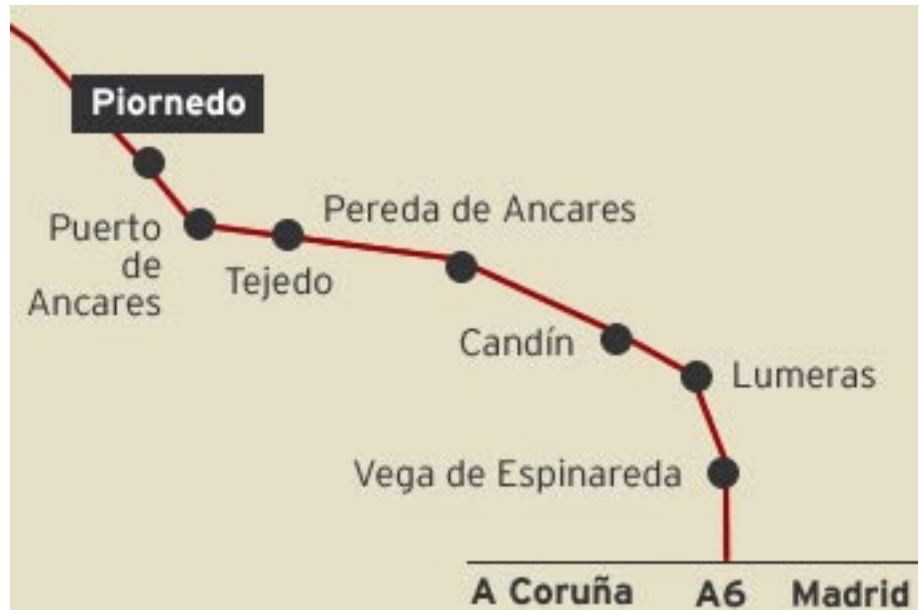 Piornedo
Pereda de Ancares
Puerto
de
Ancares
Tejedo
Candín
Lumeras
Vega de Espinareda
A Coruña A6 Madrid